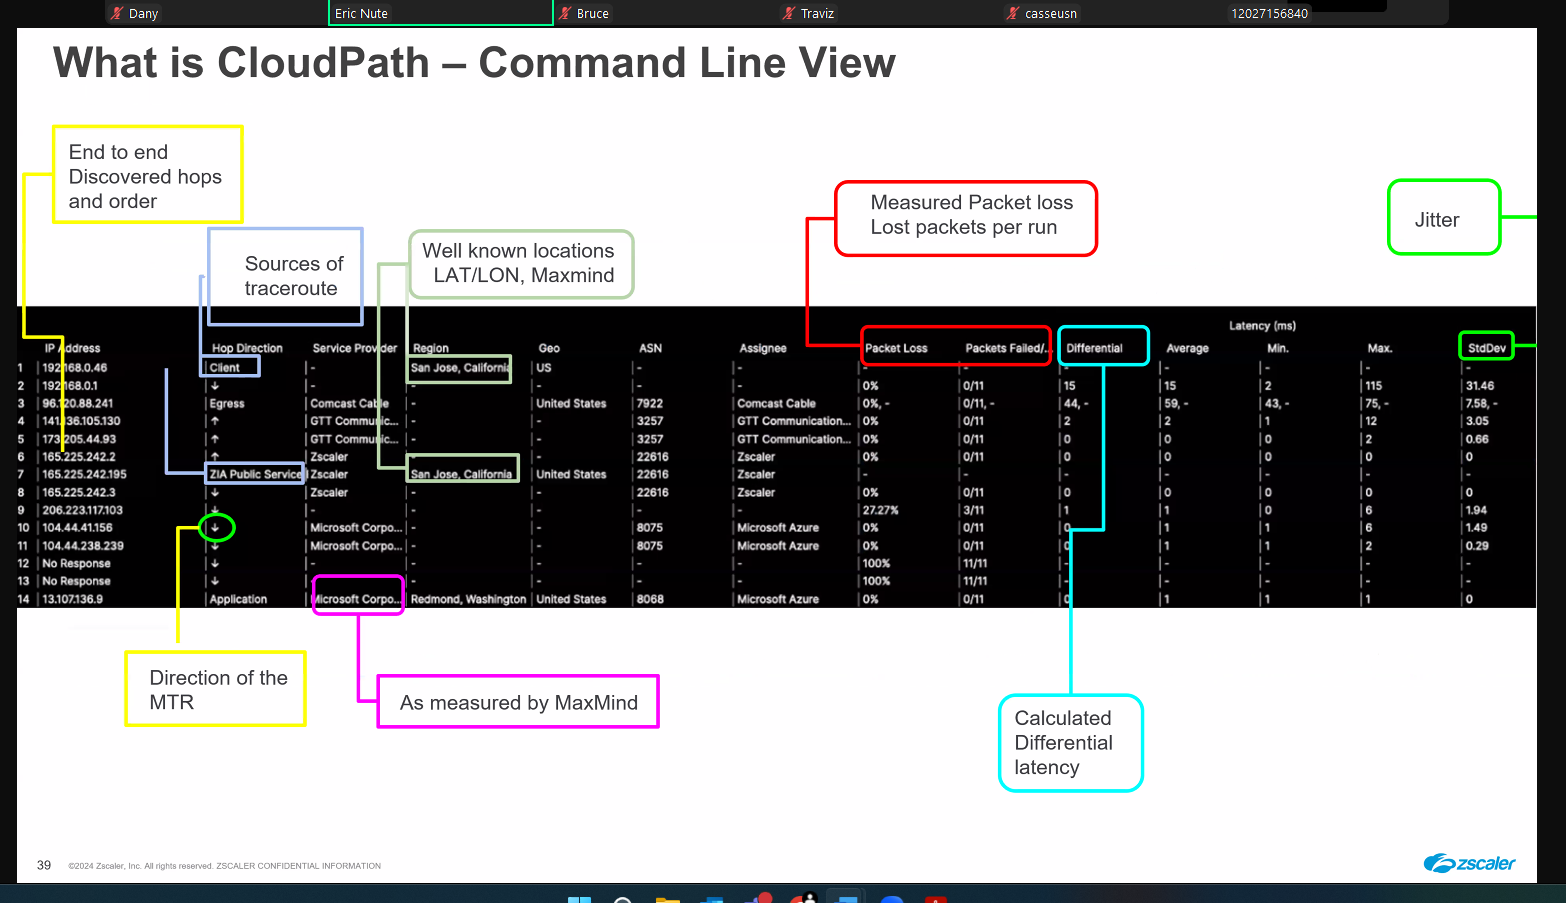 Dany
Eric Nute
Bruce
Traviz
casseusn
12027156840
What is CloudPath – Command Line View
End to end
Discovered hops
and order
Sources of
traceroute
Well known locations
LAT/LON, Maxmind
Measured Packet loss
Lost packets per run
Jitter
Latency (ms)
IP Address | Hop Direction | Service Provider | Region | Geo | ASN | Assignee | Packet Loss | Packets Failed/... | Differential | Average | Min. | Max. | StdDev
1 | 192.168.0.46 | Client | - | San Jose, California | US | - | - | - | - | - | - | - | - | -
2 | 192.168.0.1 | ↓ | - | - | - | - | - | 0% | 0/11 | 15 | 15 | 2 | 115 | 31.46
3 | 96.120.88.241 | Egress | Comcast Cable | - | United States | 7922 | Comcast Cable | 0%, - | 0/11, - | 44, - | 59, - | 43, - | 75, - | 7.58, -
4 | 141.136.105.130 | ↑ | GTT Communic... | - | - | 3257 | GTT Communication... | 0% | 0/11 | 2 | 2 | 1 | 12 | 3.05
5 | 173.205.44.93 | ↑ | GTT Communic... | - | - | 3257 | GTT Communication... | 0% | 0/11 | 0 | 0 | 0 | 2 | 0.66
6 | 165.225.242.2 | ↑ | Zscaler | - | - | 22616 | Zscaler | 0% | 0/11 | 0 | 0 | 0 | 0 | 0
7 | 165.225.242.195 | ZIA Public Service | Zscaler | San Jose, California | United States | 22616 | Zscaler | - | - | - | - | - | - | -
8 | 165.225.242.3 | ↓ | Zscaler | - | - | 22616 | Zscaler | 0% | 0/11 | 0 | 0 | 0 | 0 | 0
9 | 206.223.117.103 | ↓ | - | - | - | - | - | 27.27% | 3/11 | 1 | 1 | 0 | 6 | 1.94
10 | 104.44.41.156 | ↓ | Microsoft Corpo... | - | - | 8075 | Microsoft Azure | 0% | 0/11 | 0 | 1 | 1 | 6 | 1.49
11 | 104.44.238.239 | ↓ | Microsoft Corpo... | - | - | 8075 | Microsoft Azure | 0% | 0/11 | 0 | 1 | 1 | 2 | 0.29
12 | No Response | ↓ | - | - | - | - | - | 100% | 11/11 | - | - | - | - | -
13 | No Response | ↓ | - | - | - | - | - | 100% | 11/11 | - | - | - | - | -
14 | 13.107.136.9 | Application | Microsoft Corpo... | Redmond, Washington | United States | 8068 | Microsoft Azure | 0% | 0/11 | 0 | 1 | 1 | 1 | 0
Direction of the
MTR
As measured by MaxMind
Calculated
Differential
latency
39 ©2024 Zscaler, Inc. All rights reserved. ZSCALER CONFIDENTIAL INFORMATION
zscaler